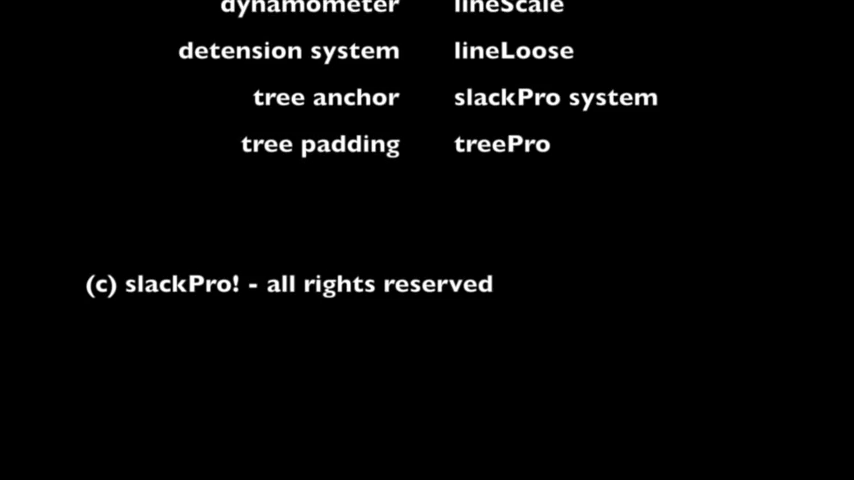 dynamometer lineScale
detension system lineLoose
tree anchor slackPro system
tree padding treePro
(c) slackPro! - all rights reserved